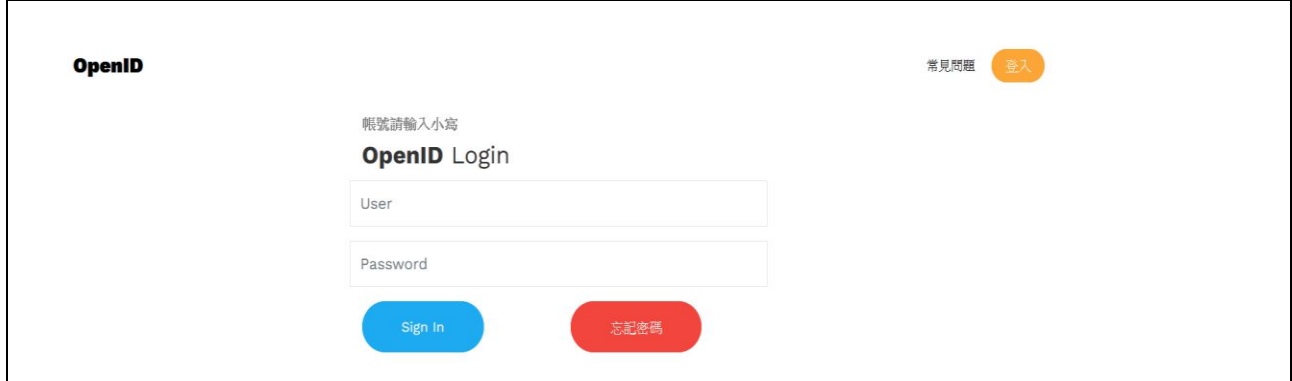 OpenID
常見問題 登入
帳號請輸入小寫
OpenID Login
User
Password
Sign In 忘記密碼